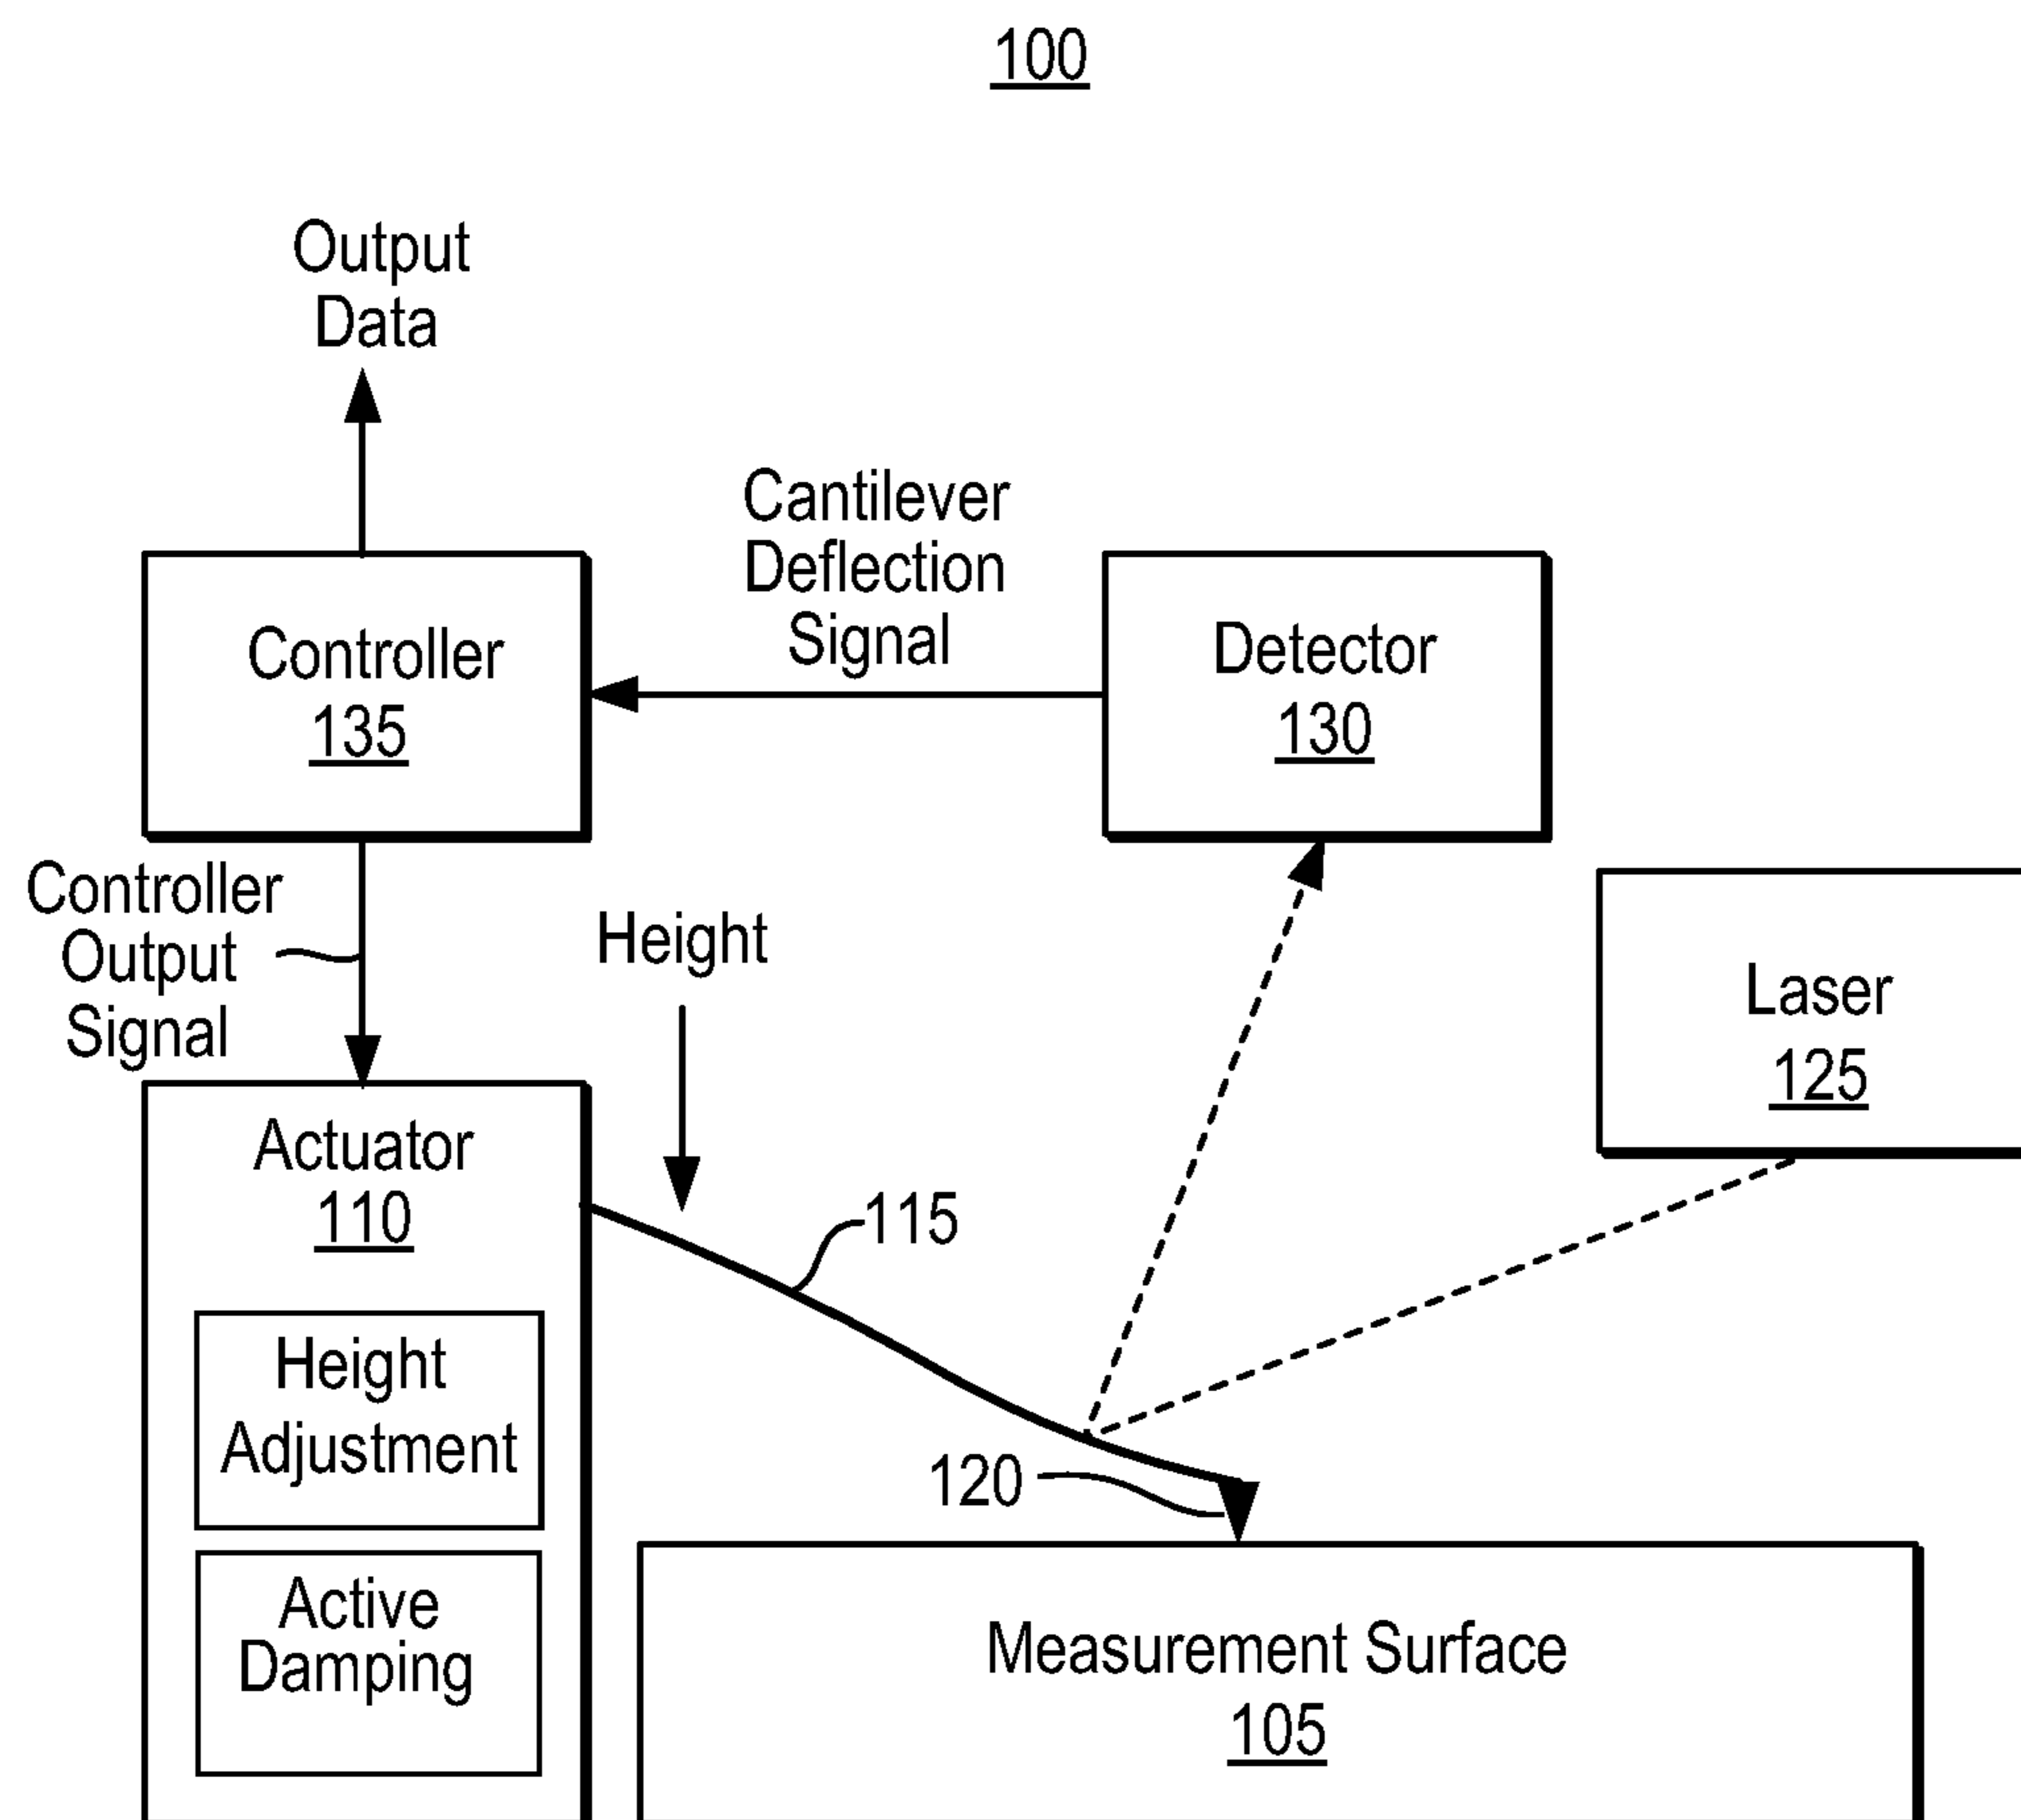 100
Output
Data
Cantilever
Deflection
Signal
Controller
135
Detector
130
Controller
Output
Signal
Height
Laser
125
Actuator
110
115
Height
Adjustment
120
Active
Damping
Measurement Surface
105